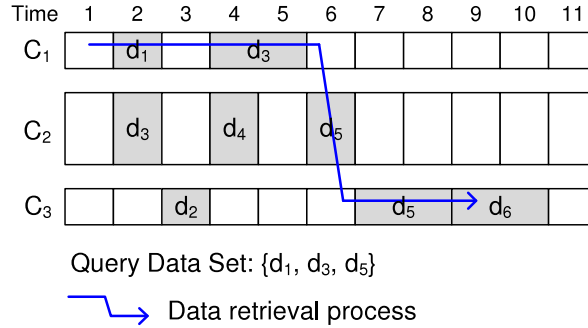 Time 1 2 3 4 5 6 7 8 9 10 11
C₁ d₁ d₃
C₂ d₃ d₄ d₅
C₃ d₂ d₅ d₆
Query Data Set: {d₁, d₃, d₅}
Data retrieval process